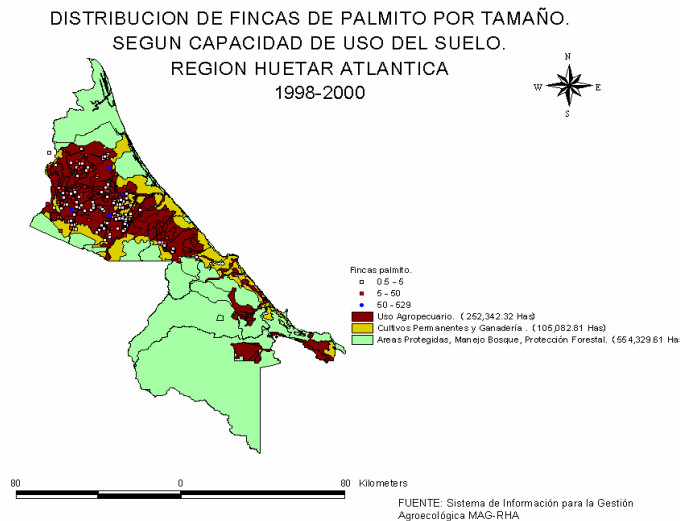 DISTRIBUCION DE FINCAS DE PALMITO POR TAMAÑO.
SEGUN CAPACIDAD DE USO DEL SUELO.
REGION HUETAR ATLANTICA
1998-2000
N
W E
S
Fincas palmito.
0.5 - 5
5 - 50
50 - 529
Uso Agropecuario. (252,342.32 Has)
Cultivos Permanentes y Ganadería . (105,082.81 Has)
Areas Protegidas, Manejo Bosque, Protección Forestal. (554,329.61 Has
80 0 80 Kilometers
FUENTE: Sistema de Información para la Gestión
Agroecológica MAG-RHA